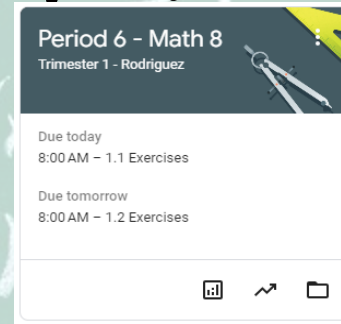 Period 6 - Math 8
Trimester 1 - Rodriguez
Due today
8:00 AM – 1.1 Exercises
Due tomorrow
8:00 AM – 1.2 Exercises